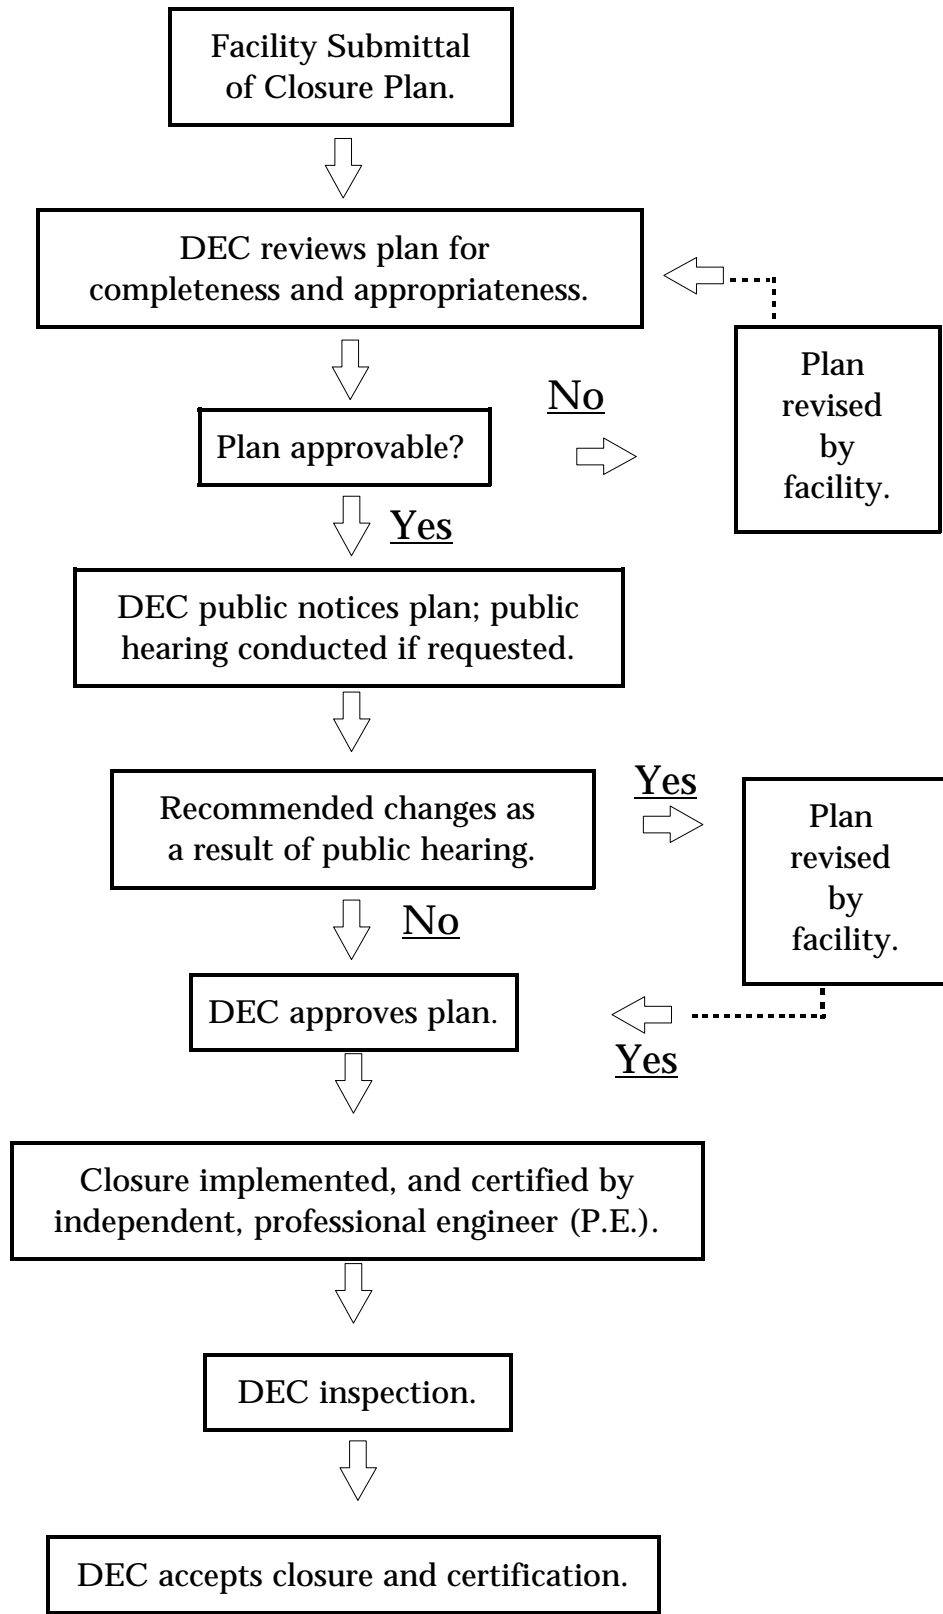 Facility Submittal
of Closure Plan.
DEC reviews plan for
completeness and appropriateness.
Plan approvable?
No
Plan
revised
by
facility.
Yes
DEC public notices plan; public
hearing conducted if requested.
Recommended changes as
a result of public hearing.
Yes
Plan
revised
by
facility.
No
DEC approves plan.
Yes
Closure implemented, and certified by
independent, professional engineer (P.E.).
DEC inspection.
DEC accepts closure and certification.